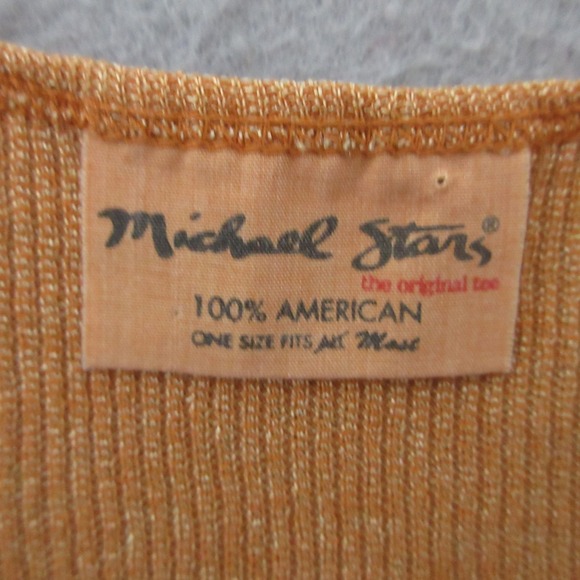 Michael Stars®
the original tee
100% AMERICAN
ONE SIZE FITS ALL Most